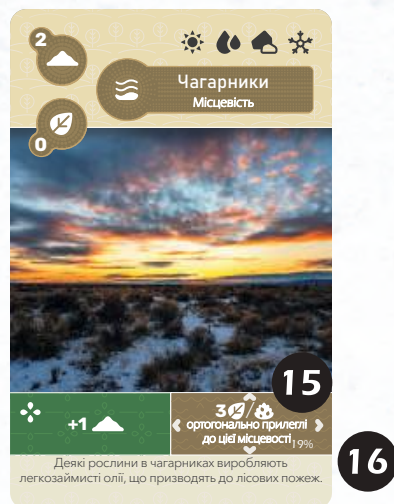 2
Чагарники
Місцевість
0
15
+1
3 /
ортогонально прилеглі
до цієї місцевості
19%
16
Деякі рослини в чагарниках виробляють
легкозаймисті олії, що призводять до лісових пожеж.